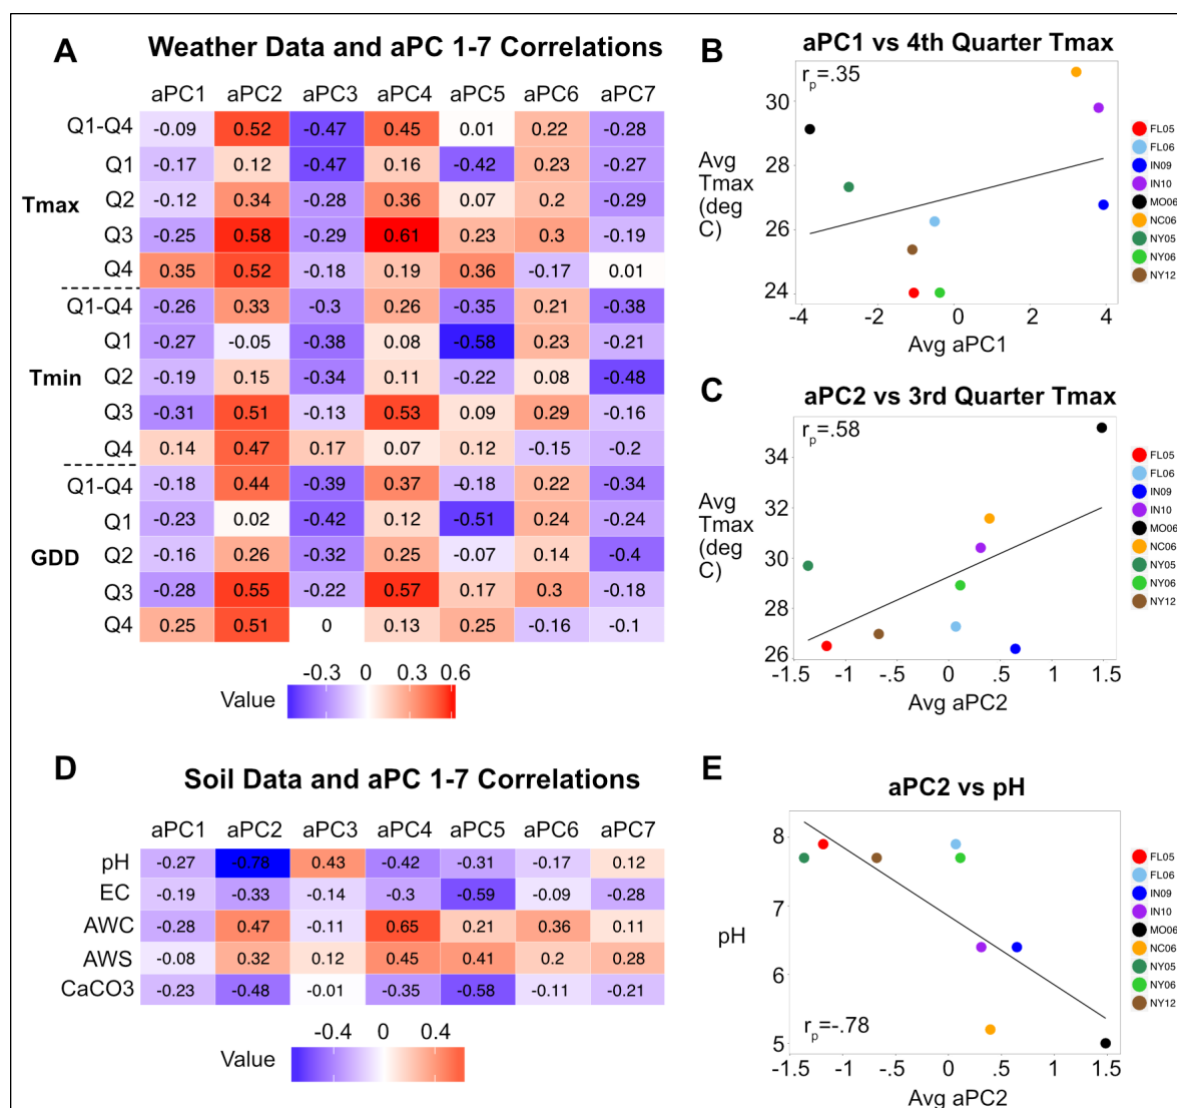 A Weather Data and aPC 1-7 Correlations
aPC1 aPC2 aPC3 aPC4 aPC5 aPC6 aPC7
Tmax
Q1-Q4 -0.09 0.52 -0.47 0.45 0.01 0.22 -0.28
Q1 -0.17 0.12 -0.47 0.16 -0.42 0.23 -0.27
Q2 -0.12 0.34 -0.28 0.36 0.07 0.2 -0.29
Q3 -0.25 0.58 -0.29 0.61 0.23 0.3 -0.19
Q4 0.35 0.52 -0.18 0.19 0.36 -0.17 0.01
Tmin
Q1-Q4 -0.26 0.33 -0.3 0.26 -0.35 0.21 -0.38
Q1 -0.27 -0.05 -0.38 0.08 -0.58 0.23 -0.21
Q2 -0.19 0.15 -0.34 0.11 -0.22 0.08 -0.48
Q3 -0.31 0.51 -0.13 0.53 0.09 0.29 -0.16
Q4 0.14 0.47 0.17 0.07 0.12 -0.15 -0.2
GDD
Q1-Q4 -0.18 0.44 -0.39 0.37 -0.18 0.22 -0.34
Q1 -0.23 0.02 -0.42 0.12 -0.51 0.24 -0.24
Q2 -0.16 0.26 -0.32 0.25 -0.07 0.14 -0.4
Q3 -0.28 0.55 -0.22 0.57 0.17 0.3 -0.18
Q4 0.25 0.51 0 0.13 0.25 -0.16 -0.1
Value -0.3 0 0.3 0.6
B aPC1 vs 4th Quarter Tmax
rp=.35
Avg
Tmax
(deg
C)
30
28
26
24
-4 -2 0 2 4
Avg aPC1
FL05
FL06
IN09
IN10
MO06
NC06
NY05
NY06
NY12
C aPC2 vs 3rd Quarter Tmax
rp=.58
Avg
Tmax
(deg
C)
34
32
30
28
26
-1.5 -1 -.5 0 .5 1 1.5
Avg aPC2
FL05
FL06
IN09
IN10
MO06
NC06
NY05
NY06
NY12
D Soil Data and aPC 1-7 Correlations
aPC1 aPC2 aPC3 aPC4 aPC5 aPC6 aPC7
pH -0.27 -0.78 0.43 -0.42 -0.31 -0.17 0.12
EC -0.19 -0.33 -0.14 -0.3 -0.59 -0.09 -0.28
AWC -0.28 0.47 -0.11 0.65 0.21 0.36 0.11
AWS -0.08 0.32 0.12 0.45 0.41 0.2 0.28
CaCO3 -0.23 -0.48 -0.01 -0.35 -0.58 -0.11 -0.21
Value -0.4 0 0.4
E aPC2 vs pH
pH
8
7
6
5
rp=-.78
-1.5 -1 -.5 0 .5 1 1.5
Avg aPC2
FL05
FL06
IN09
IN10
MO06
NC06
NY05
NY06
NY12